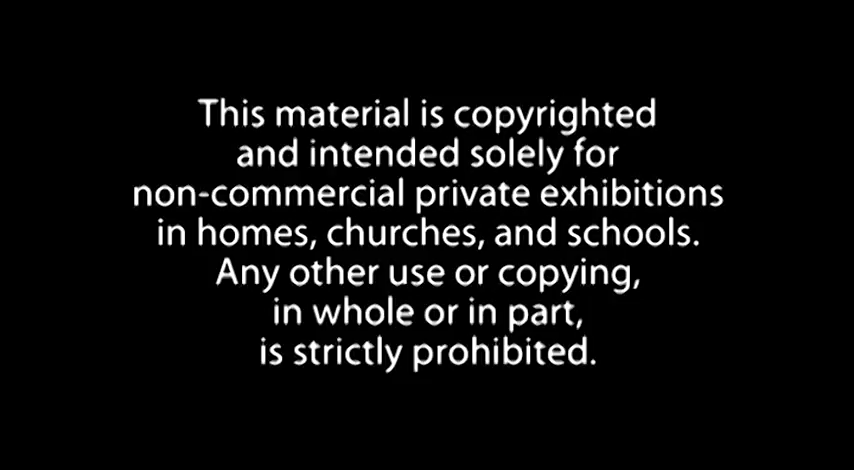 This material is copyrighted
and intended solely for
non-commercial private exhibitions
in homes, churches, and schools.
Any other use or copying,
in whole or in part,
is strictly prohibited.